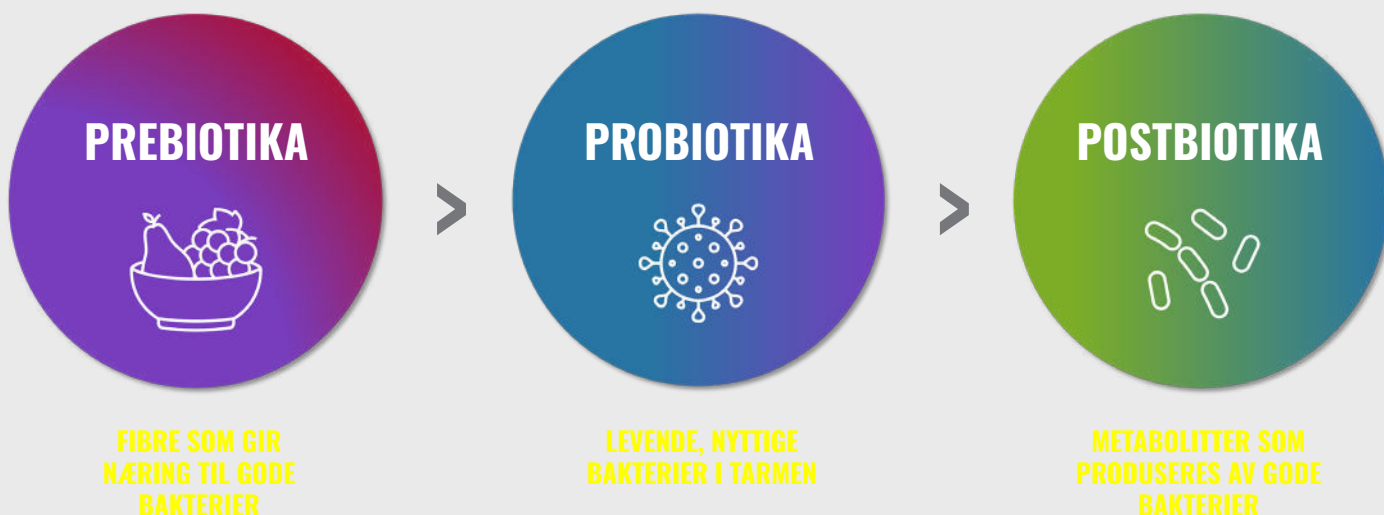 PREBIOTIKA
FIBRE SOM GIR
NÆRING TIL GODE
BAKTERIER
>
PROBIOTIKA
LEVENDE, NYTTIGE
BAKTERIER I TARMEN
>
POSTBIOTIKA
METABOLITTER SOM
PRODUSERES AV GODE
BAKTERIER